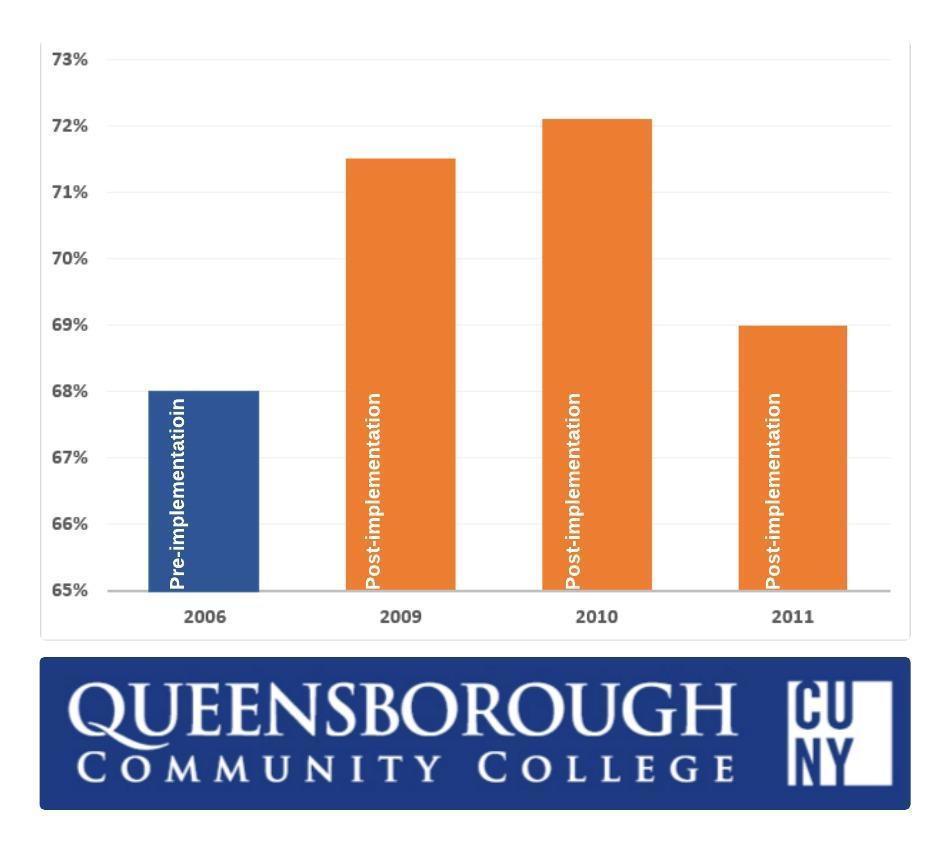 73%
72%
71%
70%
69%
68%
67%
66%
65%
Pre-implementatioin
Post-implementation
Post-implementation
Post-implementation
2006 2009 2010 2011
QUEENSBOROUGH
COMMUNITY COLLEGE
CU
NY